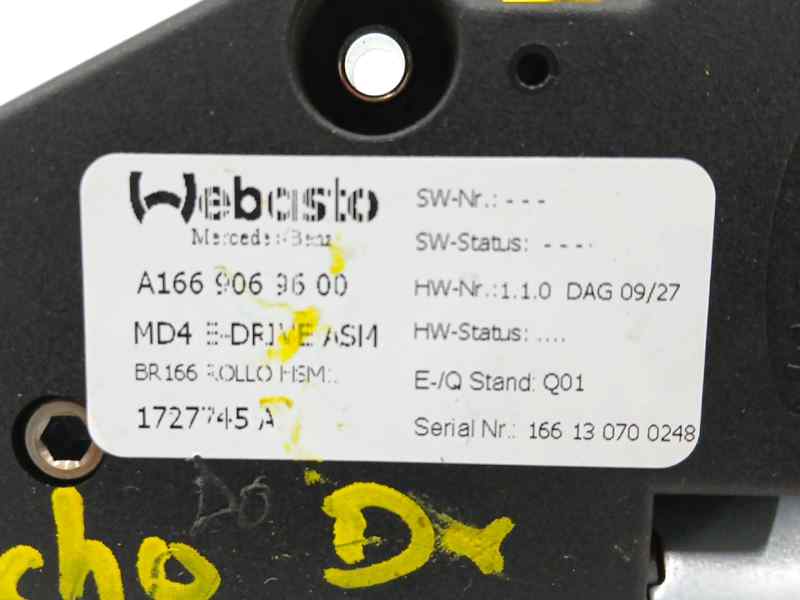 Webasto
Mercedes-Benz
A166 906 96 00
MD4 E-DRIVE ASM
BR166 ROLLO
1727745 A
SW-Nr.: - - -
SW-Status: - - - -
HW-Nr.:1.1.0 DAG 09/27
HW-Status: ....
E-/Q Stand: Q01
Serial Nr.: 166 13 070 0248
Do
cho Dx